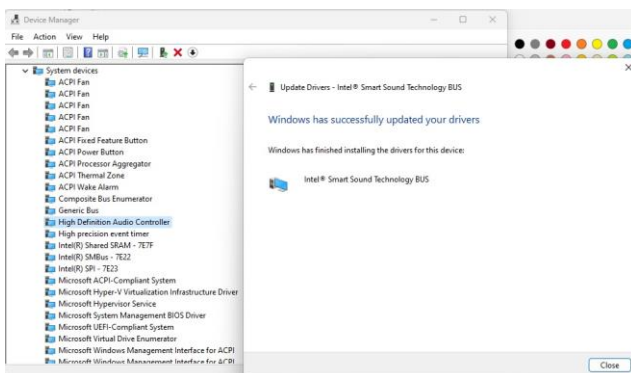 Device Manager
File Action View Help
System devices
ACPI Fan
ACPI Fan
ACPI Fan
ACPI Fan
ACPI Fan
ACPI Fixed Feature Button
ACPI Power Button
ACPI Processor Aggregator
ACPI Thermal Zone
ACPI Wake Alarm
Composite Bus Enumerator
Generic Bus
High Definition Audio Controller
High precision event timer
Intel(R) Shared SRAM - 7E7F
Intel(R) SMBus - 7E22
Intel(R) SPI - 7E23
Microsoft ACPI-Compliant System
Microsoft Hyper-V Virtualization Infrastructure Driver
Microsoft Hypervisor Service
Microsoft System Management BIOS Driver
Microsoft UEFI-Compliant System
Microsoft Virtual Drive Enumerator
Microsoft Windows Management Interface for ACPI
Microsoft Windows Management Interface for ACPI
Update Drivers - Intel® Smart Sound Technology BUS
Windows has successfully updated your drivers
Windows has finished installing the drivers for this device:
Intel® Smart Sound Technology BUS
Close